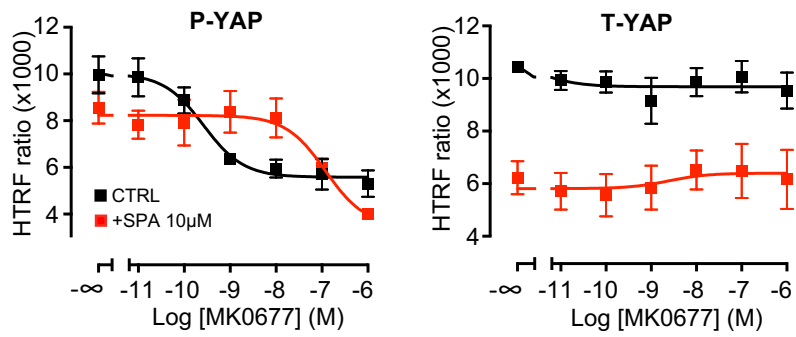 P-YAP
HTRF ratio (x1000)
12
10
8
6
4
CTRL
+SPA 10µM
-∞ -11 -10 -9 -8 -7 -6
Log [MK0677] (M)
T-YAP
HTRF ratio (x1000)
12
10
8
6
4
-∞ -11 -10 -9 -8 -7 -6
Log [MK0677] (M)